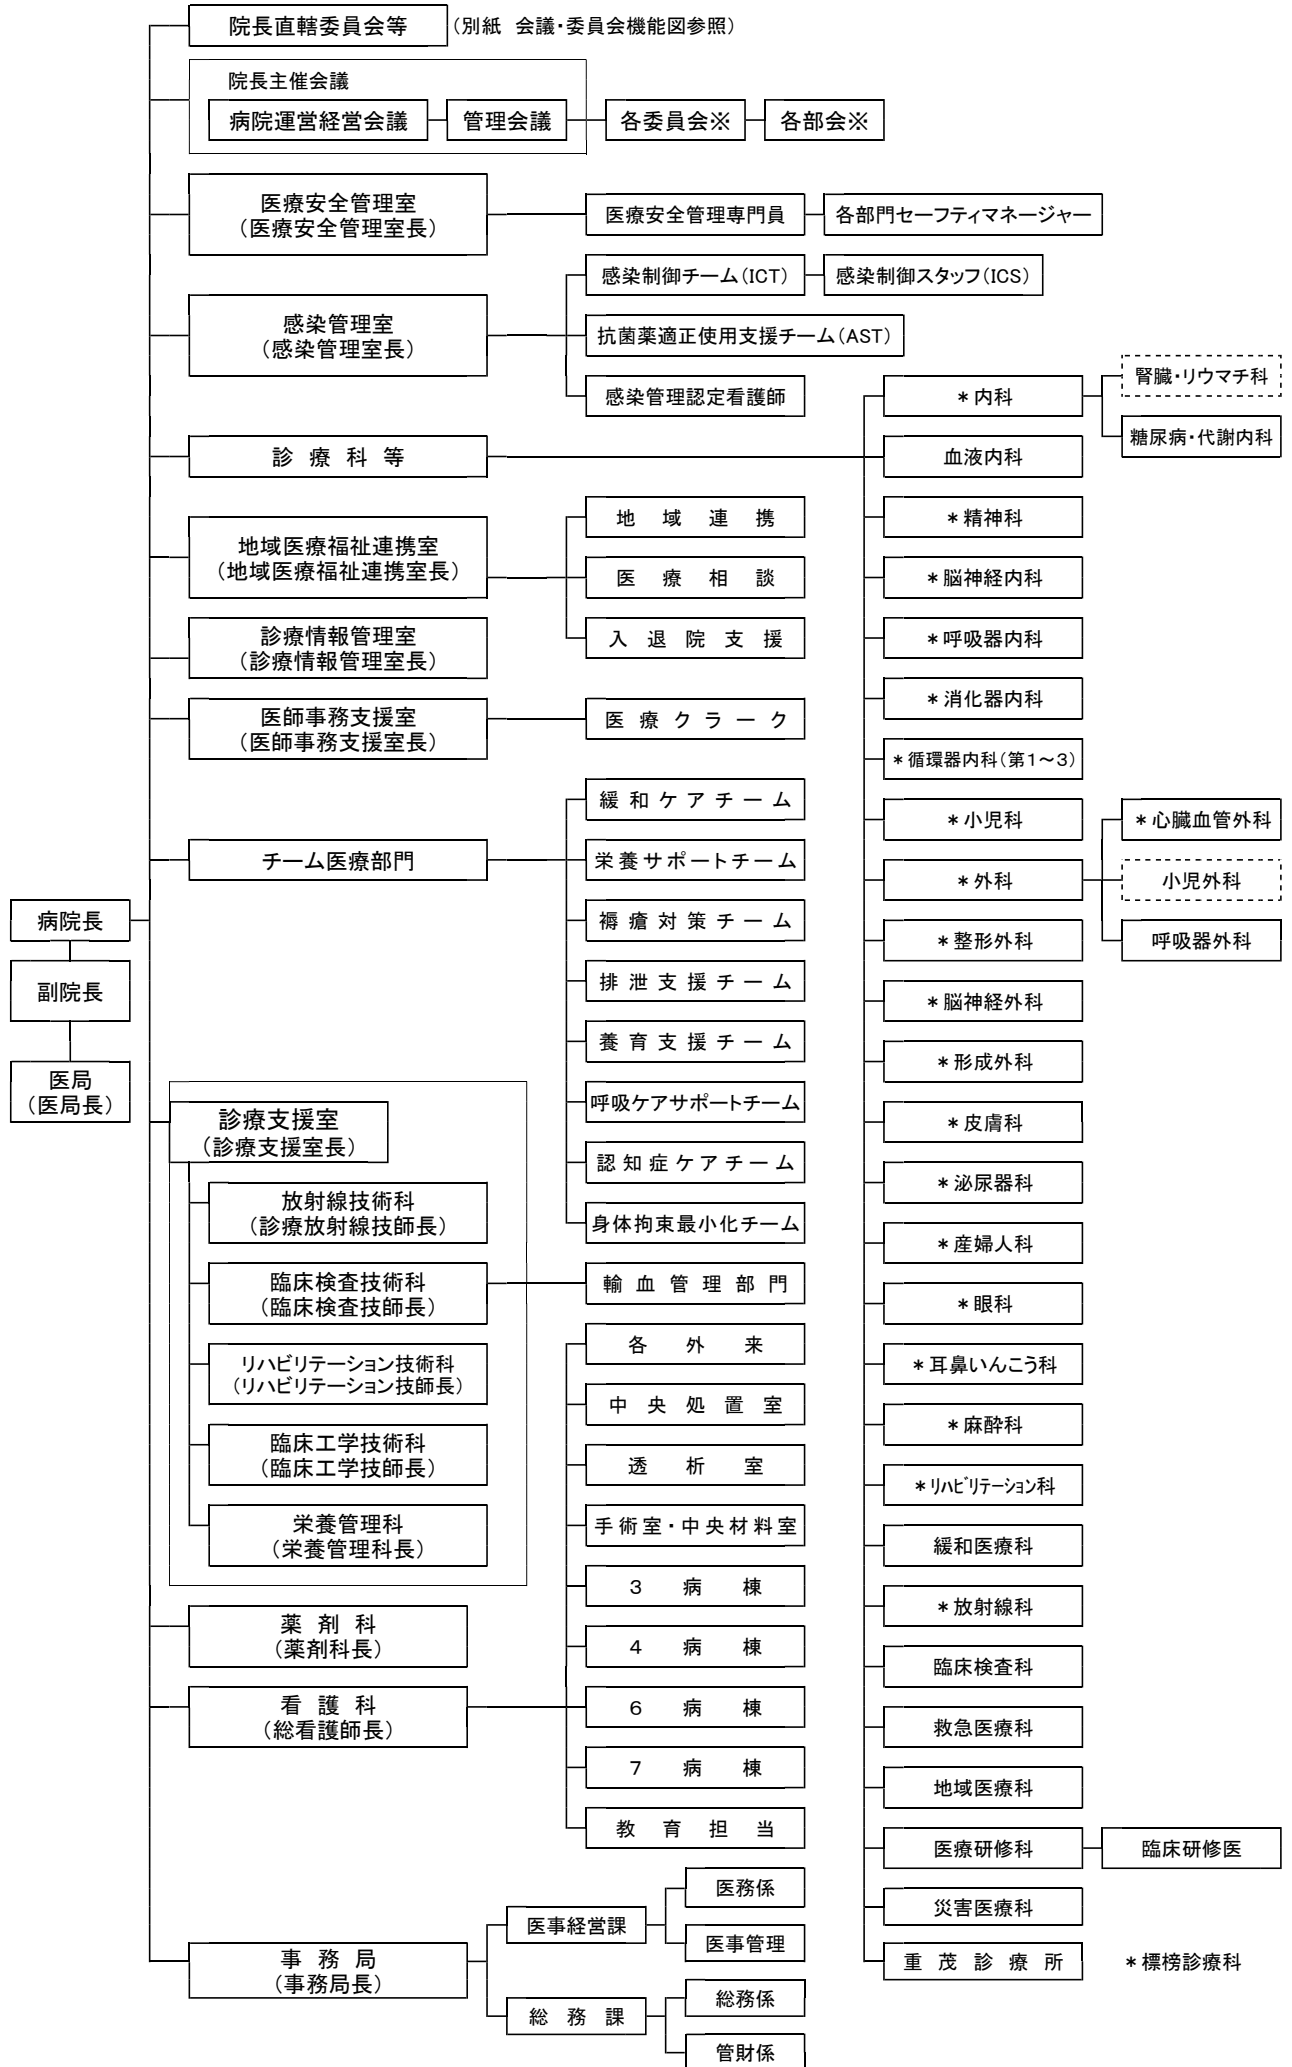 院長直轄委員会等
（別紙　会議・委員会機能図参照）
院長主催会議
病院運営経営会議
管理会議
各委員会※
各部会※
医療安全管理室
（医療安全管理室長）
医療安全管理専門員
各部門セーフティマネージャー
感染管理室
（感染管理室長）
感染制御チーム（ICT）
感染制御スタッフ（ICS）
抗菌薬適正使用支援チーム（AST）
感染管理認定看護師
診　療　科　等
＊内科
腎臓・リウマチ科
糖尿病・代謝内科
血液内科
＊精神科
＊脳神経内科
＊呼吸器内科
＊消化器内科
＊循環器内科（第１～３）
＊小児科
＊外科
＊心臓血管外科
小児外科
呼吸器外科
＊整形外科
＊脳神経外科
＊形成外科
＊皮膚科
＊泌尿器科
＊産婦人科
＊眼科
＊耳鼻いんこう科
＊麻酔科
＊ﾘﾊﾋﾞﾘﾃｰｼｮﾝ科
緩和医療科
＊放射線科
臨床検査科
救急医療科
地域医療科
医療研修科
臨床研修医
災害医療科
重　茂　診　療　所
＊標榜診療科
地域医療福祉連携室
（地域医療福祉連携室長）
地　域　連　携
医　療　相　談
入　退　院　支　援
診療情報管理室
（診療情報管理室長）
医師事務支援室
（医師事務支援室長）
医　療　ク　ラ　ー　ク
チーム医療部門
緩 和 ケ ア チ ー ム
栄養サポートチーム
褥 瘡 対 策 チ ー ム
排 泄 支 援 チ ー ム
養 育 支 援 チ ー ム
呼吸ケアサポートチーム
認 知 症 ケ ア チ ー ム
身体拘束最小化チーム
病院長
副院長
医局
（医局長）
診療支援室
（診療支援室長）
放射線技術科
（診療放射線技師長）
臨床検査技術科
（臨床検査技師長）
輸　血　管　理　部　門
リハビリテーション技術科
（リハビリテーション技師長）
臨床工学技術科
（臨床工学技師長）
栄養管理科
（栄養管理科長）
薬　剤　科
（薬剤科長）
看　護　科
（総看護師長）
各　外　来
中　央　処　置　室
透　析　室
手 術 室 ・ 中 央 材 料 室
３　病　棟
４　病　棟
６　病　棟
７　病　棟
教　育　担　当
事　務　局
（事務局長）
医事経営課
医務係
医事管理
総　務　課
総務係
管財係